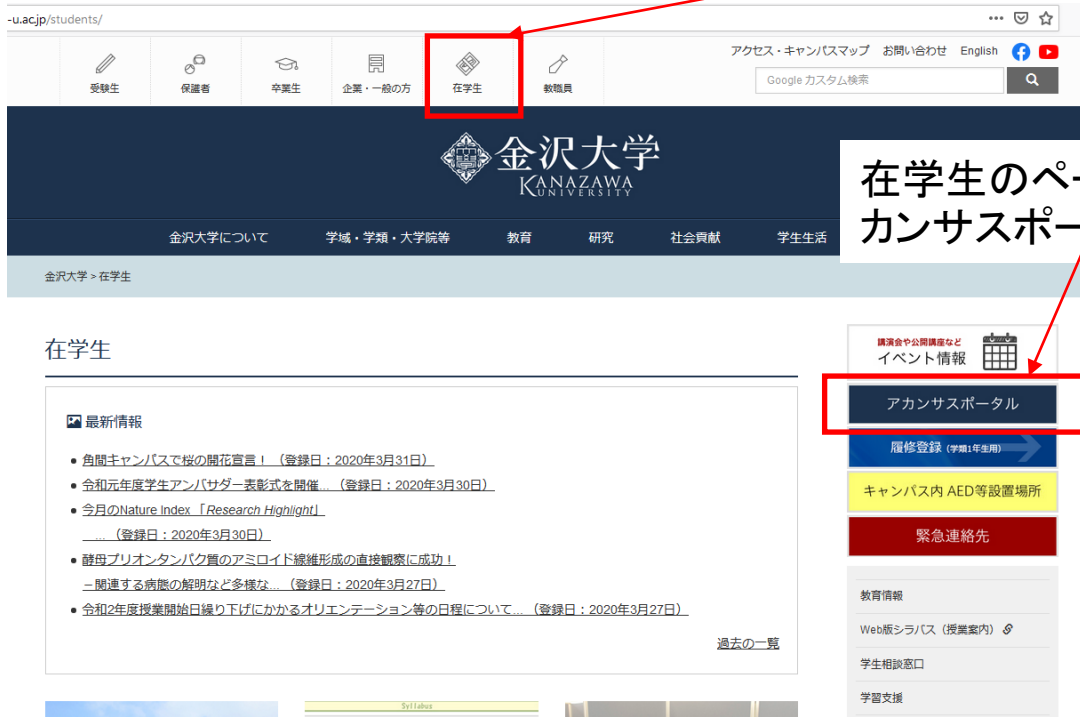 -u.ac.jp/students/
受験生
保護者
卒業生
企業・一般の方
在学生
教職員
アクセス・キャンパスマップ お問い合わせ English
Google カスタム検索
金沢大学
KANAZAWA
UNIVERSITY
在学生のペー
カンサスポー
金沢大学について 学域・学類・大学院等 教育 研究 社会貢献 学生生活
金沢大学 > 在学生
在学生
最新情報
角間キャンパスで桜の開花宣言！（登録日：2020年3月31日）
令和元年度学生アンバサダー表彰式を開催...（登録日：2020年3月30日）
今月のNature Index「Research Highlight」
...（登録日：2020年3月30日）
酵母プリオンタンパク質のアミロイド線維形成の直接観察に成功！
－関連する病態の解明など多様な...（登録日：2020年3月27日）
令和2年度授業開始日繰り下げにかかるオリエンテーション等の日程について...（登録日：2020年3月27日）
過去の一覧
講演会や公開講座など
イベント情報
アカンサスポータル
履修登録（学類1年生用）
キャンパス内 AED等設置場所
緊急連絡先
教育情報
Web版シラバス（授業案内）
学生相談窓口
学習支援
Syllabus